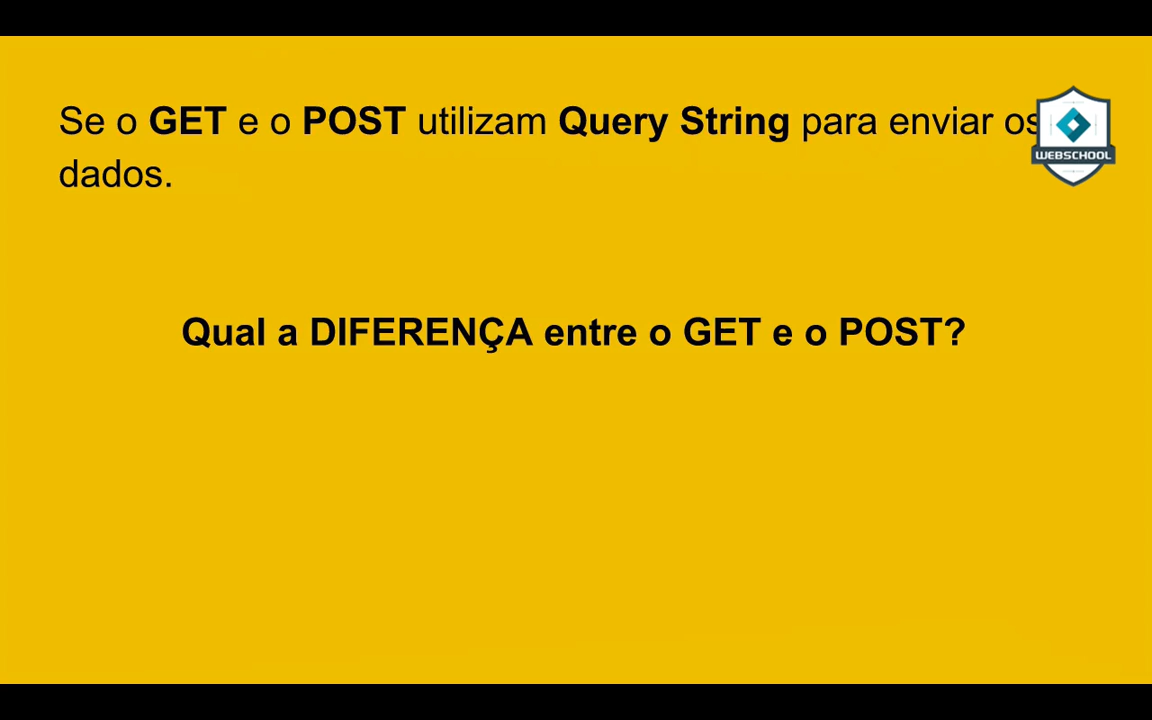 Se o GET e o POST utilizam Query String para enviar os
dados.
WEBSCHOOL
Qual a DIFERENÇA entre o GET e o POST?